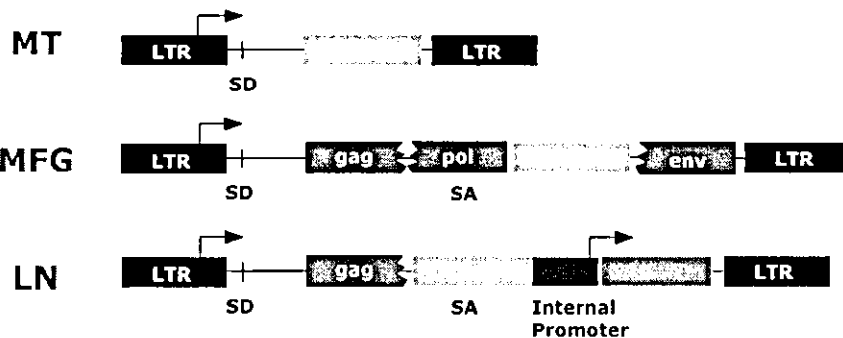 MT LTR LTR
SD
MFG LTR gag pol env LTR
SD SA
LN LTR gag LTR
SD SA Internal
Promoter